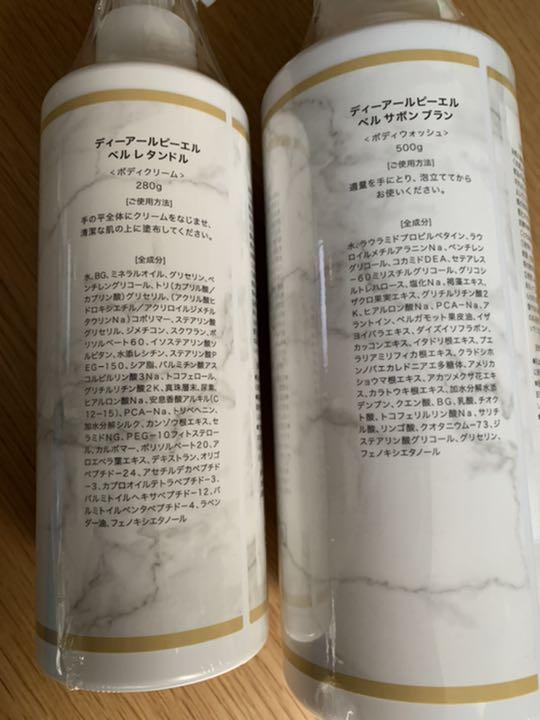 ディーアールピーエル
ベル レ タンドル
<ボディクリーム>
280g
[ご使用方法]
手の平全体にクリームをなじませ、
清潔な肌の上に塗布してください。
[全成分]
水、BG、ミネラルオイル、グリセリン、ペ
ンチレングリコール、トリ(カプリル酸/
カプリン酸)グリセリル、(アクリル酸ヒ
ドロキシエチル/アクリロイルジメチル
タウリンNa)コポリマー、ステアリン酸
グリセリル、ジメチコン、スクワラン、ポ
リソルベート60、イソステアリン酸ソ
ルビタン、水添レシチン、ステアリン酸P
EG-150、シア脂、パルミチン酸アス
コルビルリン酸3Na、トコフェロール、
グリチルリチン酸2K、真珠層末、尿素、
ヒアルロン酸Na、安息香酸アルキル(C
12-15)、PCA-Na、トリベヘニン、
加水分解シルク、カンゾウ根エキス、セ
ラミドNG、PEG-10フィトステロー
ル、カルボマー、ポリソルベート20、ア
ロエベラ葉エキス、デキストラン、オリゴ
ペプチド-24、アセチルデカペプチド
-3、カプロオイルテトラペプチド-3、
パルミトイルヘキサペプチド-12、パ
ルミトイルペンタペプチド-4、ラベン
ダー油、フェノキシエタノール
ディーアールピーエル
ベル サボン ブラン
<ボディウォッシュ>
500g
[ご使用方法]
適量を手にとり、泡立ててから
お使いください。
[全成分]
水、ラウラミドプロピルベタイン、ラウ
ロイルメチルアラニンNa、ペンチレン
グリコール、コカミドDEA、セテアレス
-60ミリスチルグリコール、グリコシ
ルトレハロース、塩化Na、褐藻エキス、
ザクロ果実エキス、グリチルリチン酸2
K、ヒアルロン酸Na、PCA-Na、ア
ラントイン、ベルガモット果皮油、イザ
ヨイバラエキス、ダイズイソフラボン、
カッコンエキス、イタドリ根エキス、プエ
ラリアミリフィカ根エキス、クラドシホ
ンノバエカレドニアエ多糖体、アメリカ
ショウマ根エキス、アカツメクサ花エキ
ス、カラトウキ根エキス、加水分解水添
デンプン、クエン酸、BG、乳酸、チオク
ト酸、トコフェリルリン酸Na、サリチ
ル酸、リンゴ酸、クオタニウム-73、ジ
ステアリン酸グリコール、グリセリン、
フェノキシエタノール